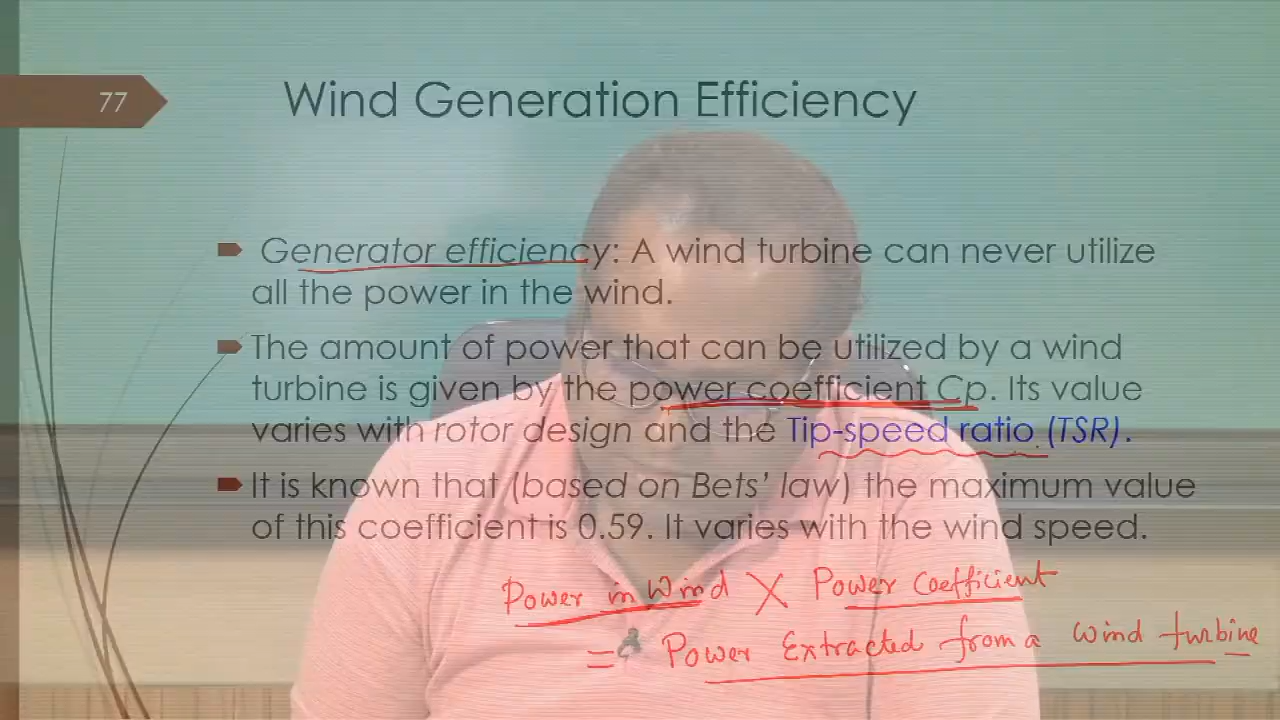 77
Wind Generation Efficiency
Generator efficiency: A wind turbine can never utilize
all the power in the wind.
The amount of power that can be utilized by a wind
turbine is given by the power coefficient Cp. Its value
varies with rotor design and the Tip-speed ratio (TSR).
It is known that (based on Bets' law) the maximum value
of this coefficient is 0.59. It varies with the wind speed.
Power in Wind X Power Coefficient
= Power Extracted from a wind turbine